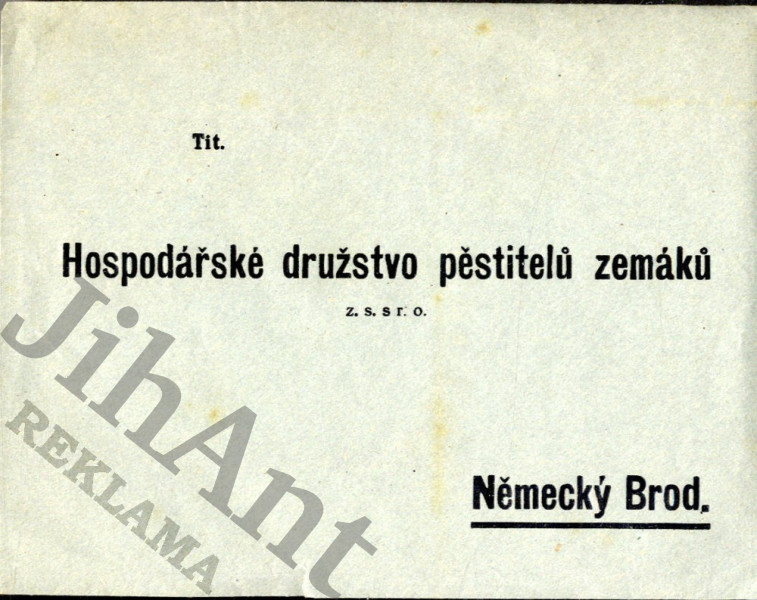 Tit.
Hospodářské družstvo pěstitelů zemáků
z. s. s r. o.
JihAnt
REKLAMA
Německý Brod.